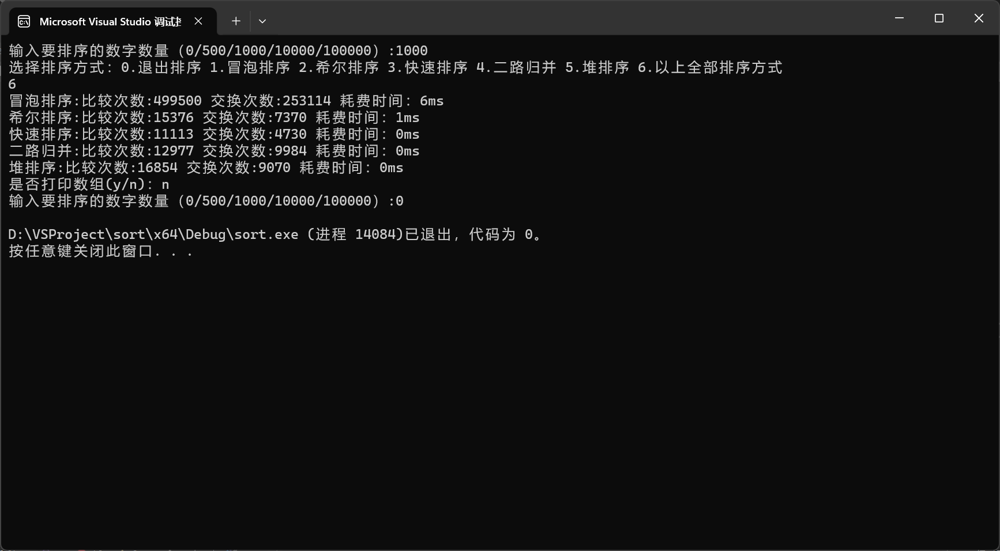 Microsoft Visual Studio 调试
输入要排序的数字数量（0/500/1000/10000/100000）:1000
选择排序方式：0.退出排序 1.冒泡排序 2.希尔排序 3.快速排序 4.二路归并 5.堆排序 6.以上全部排序方式
6
冒泡排序:比较次数:499500 交换次数:253114 耗费时间：6ms
希尔排序:比较次数:15376 交换次数:7370 耗费时间：1ms
快速排序:比较次数:11113 交换次数:4730 耗费时间：0ms
二路归并:比较次数:12977 交换次数:9984 耗费时间：0ms
堆排序:比较次数:16854 交换次数:9070 耗费时间：0ms
是否打印数组(y/n)：n
输入要排序的数字数量（0/500/1000/10000/100000）:0
D:\VSProject\sort\x64\Debug\sort.exe (进程 14084)已退出，代码为 0。
按任意键关闭此窗口. . .